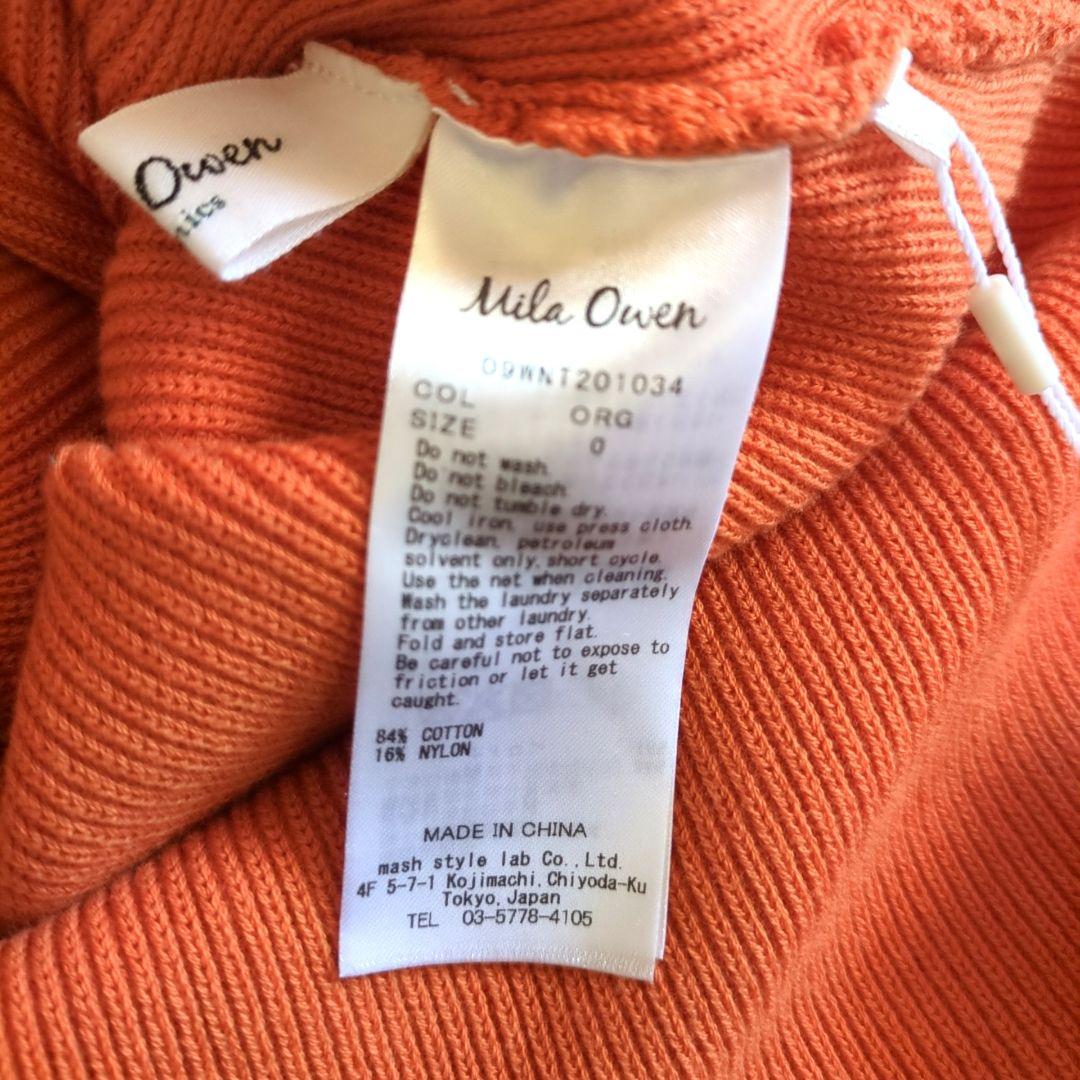 Owen
nics
Mila Owen
09WNT201034
COL ORG
SIZE 0
Do not wash.
Do not bleach.
Do not tumble dry.
Cool iron, use press cloth.
Dryclean, petroleum
solvent only, short cycle.
Use the net when cleaning.
Wash the laundry separately
from other laundry.
Fold and store flat.
Be careful not to expose to
friction or let it get
caught.
84% COTTON
16% NYLON
MADE IN CHINA
mash style lab Co., Ltd.
4F 5-7-1 Kojimachi, Chiyoda-Ku
Tokyo, Japan
TEL 03-5778-4105